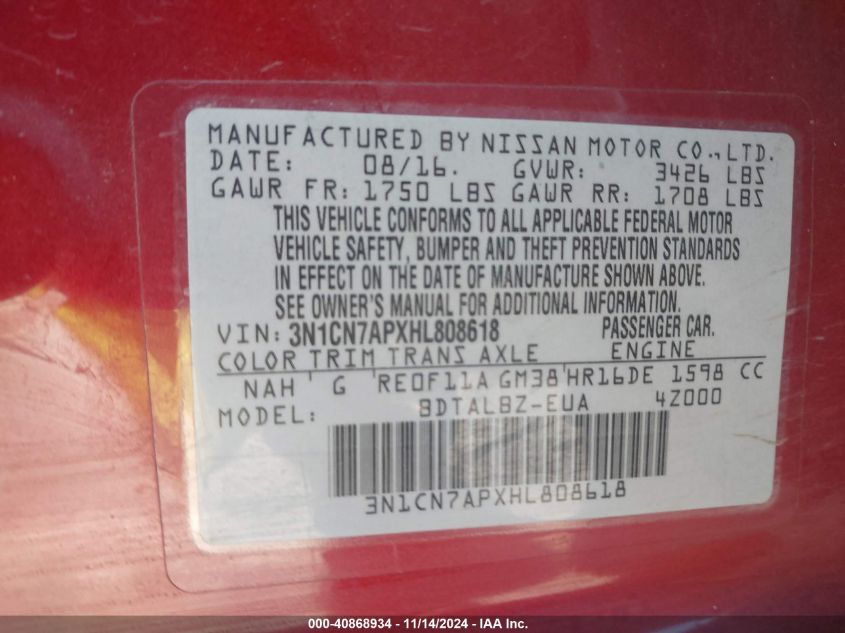 MANUFACTURED BY NISSAN MOTOR CO.,LTD.
DATE: 08/16. GVWR: 3426 LBS
GAWR FR: 1750 LBS GAWR RR: 1708 LBS
THIS VEHICLE CONFORMS TO ALL APPLICABLE FEDERAL MOTOR
VEHICLE SAFETY, BUMPER AND THEFT PREVENTION STANDARDS
IN EFFECT ON THE DATE OF MANUFACTURE SHOWN ABOVE.
SEE OWNER'S MANUAL FOR ADDITIONAL INFORMATION.
VIN: 3N1CN7APXHL808618 PASSENGER CAR.
COLOR TRIM TRANS AXLE ENGINE
NAH G RE0F11A GM38 HR16DE 1598 CC
MODEL: BDTALBZ-EUA 4Z000
3N1CN7APXHL808618
000-40868934 - 11/14/2024 - IAA Inc.